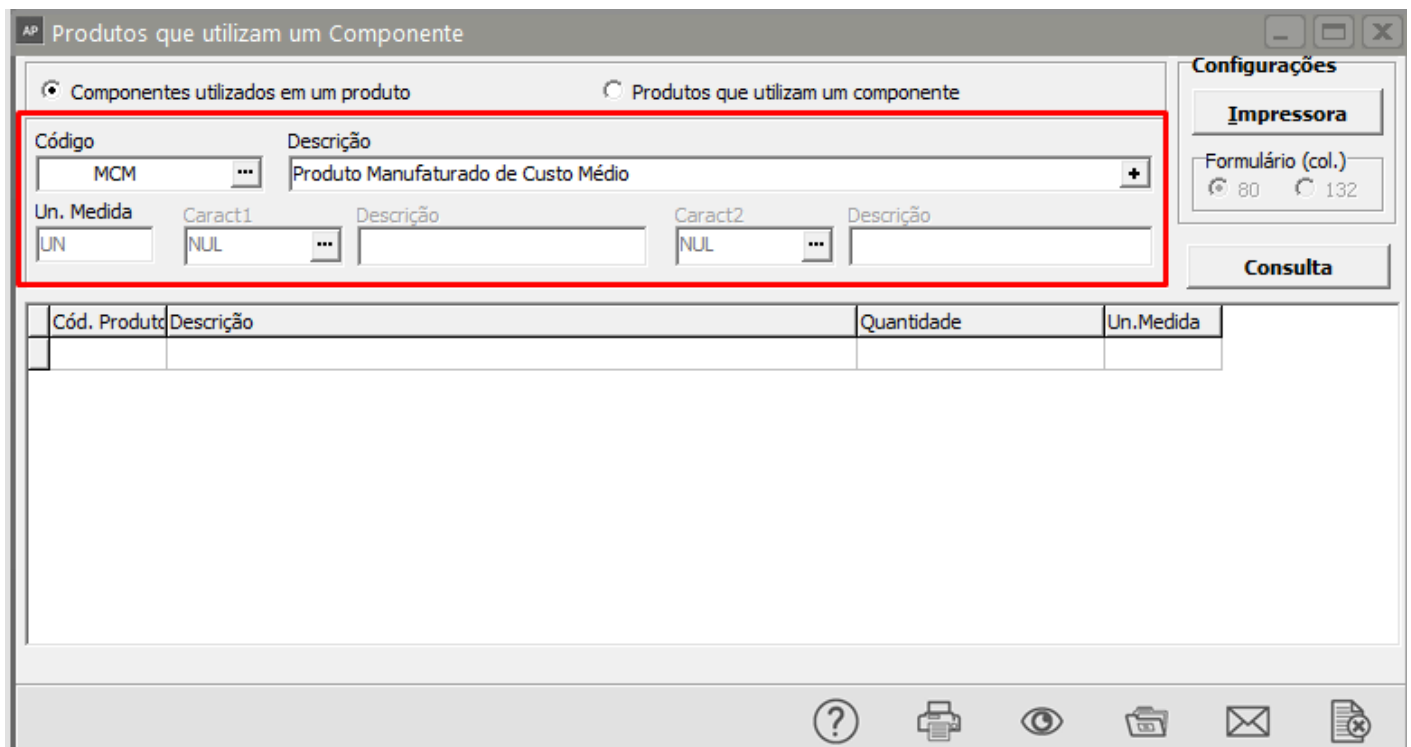 AP Produtos que utilizam um Componente
Componentes utilizados em um produto Produtos que utilizam um componente
Configurações
Impressora
Formulário (col.)
80 132
Consulta
Código Descrição
MCM ... Produto Manufaturado de Custo Médio +
Un. Medida Caract1 Descrição Caract2 Descrição
UN NUL ... NUL ...
Cód. Produto Descrição Quantidade Un.Medida
?